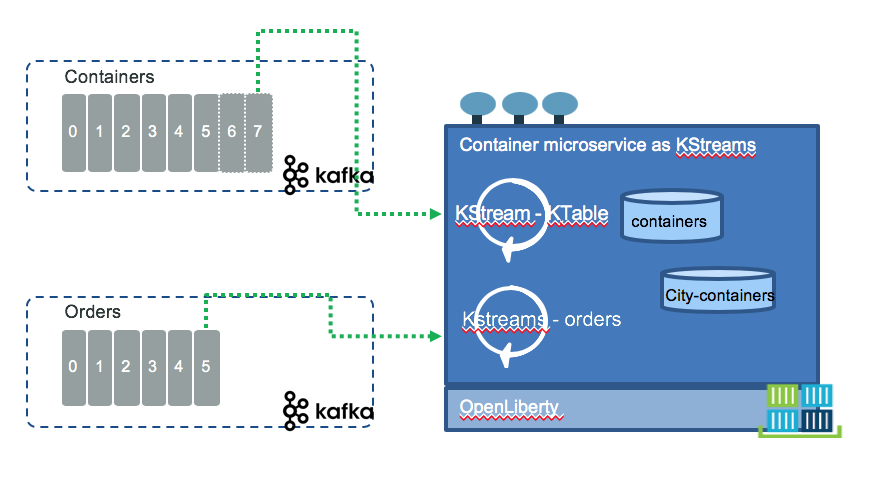 Containers
0 1 2 3 4 5 6 7
kafka
Orders
0 1 2 3 4 5
kafka
Container microservice as KStreams
KStream - KTable
containers
City-containers
Kstreams - orders
OpenLiberty